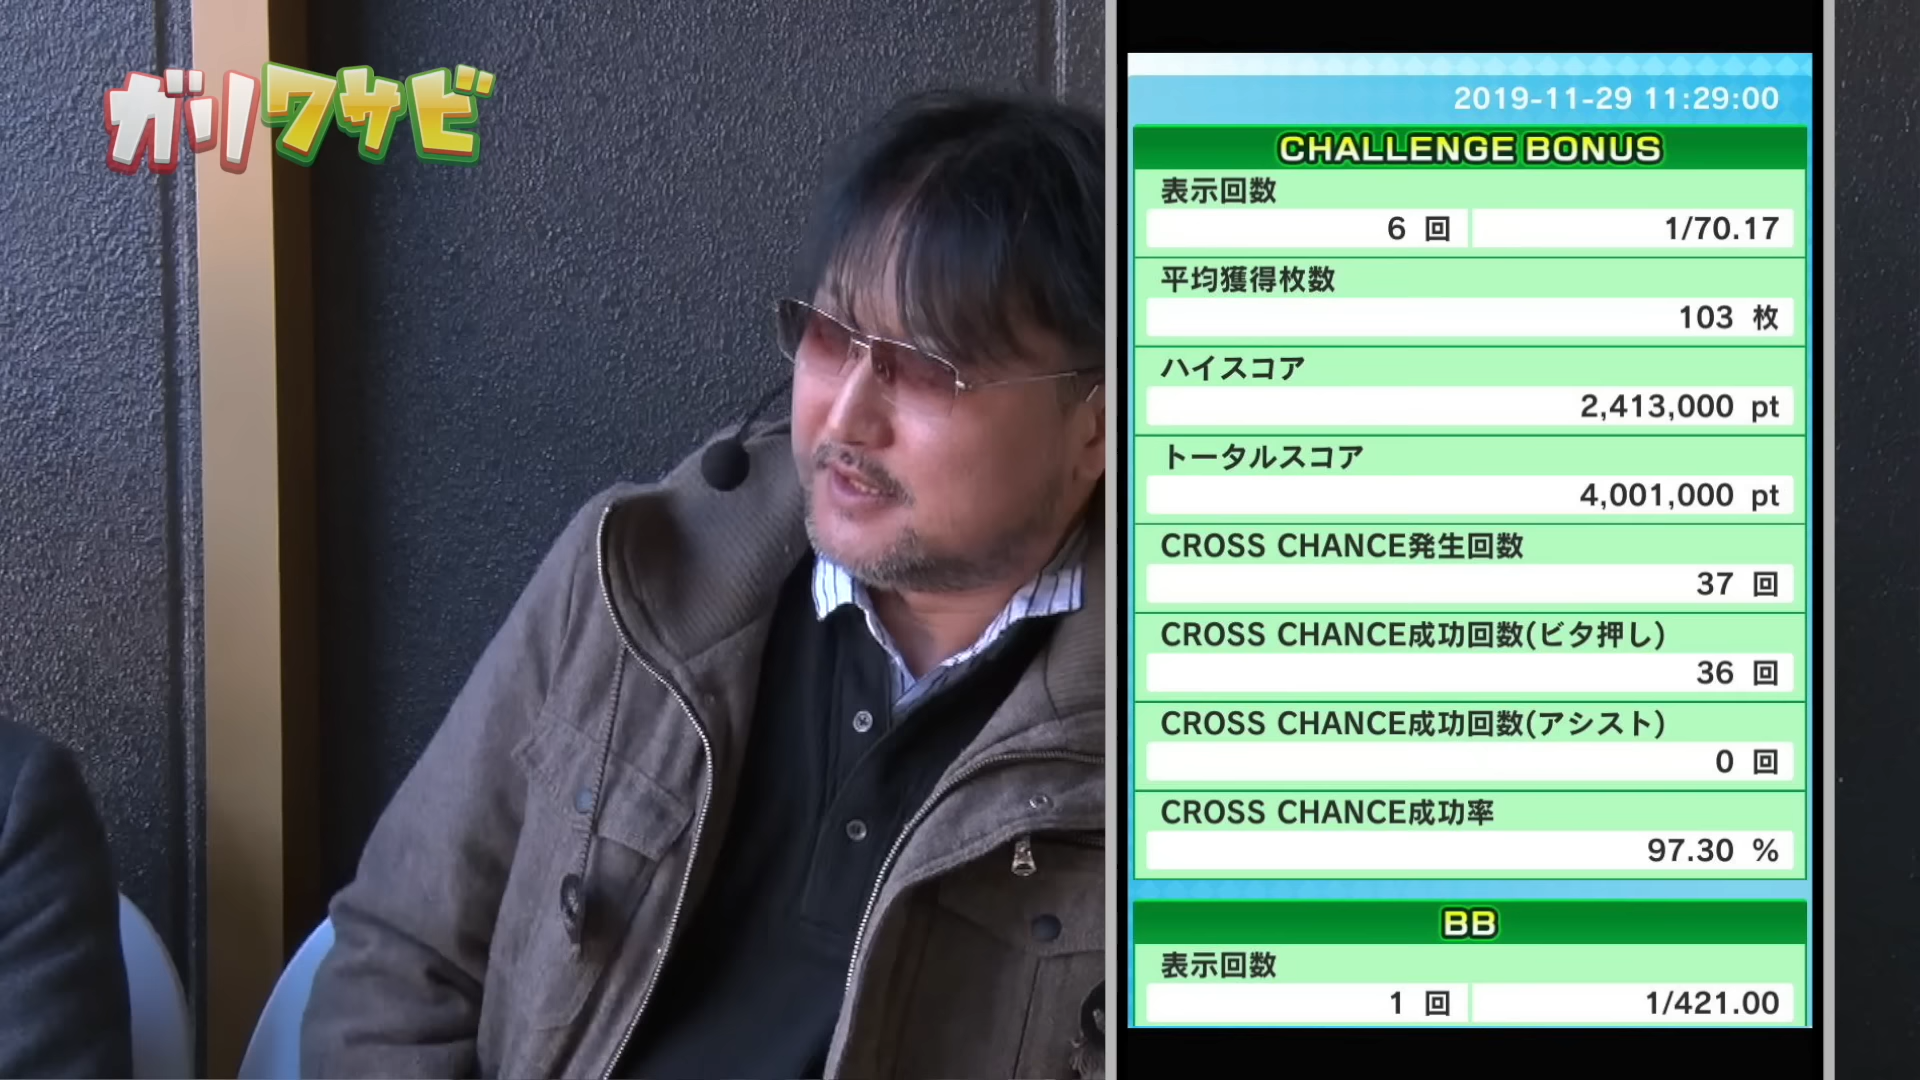 ガリワサビ
2019-11-29 11:29:00
CHALLENGE BONUS
表示回数
6 回 1/70.17
平均獲得枚数
103 枚
ハイスコア
2,413,000 pt
トータルスコア
4,001,000 pt
CROSS CHANCE発生回数
37 回
CROSS CHANCE成功回数(ビタ押し)
36 回
CROSS CHANCE成功回数(アシスト)
0 回
CROSS CHANCE成功率
97.30 %
BB
表示回数
1 回 1/421.00